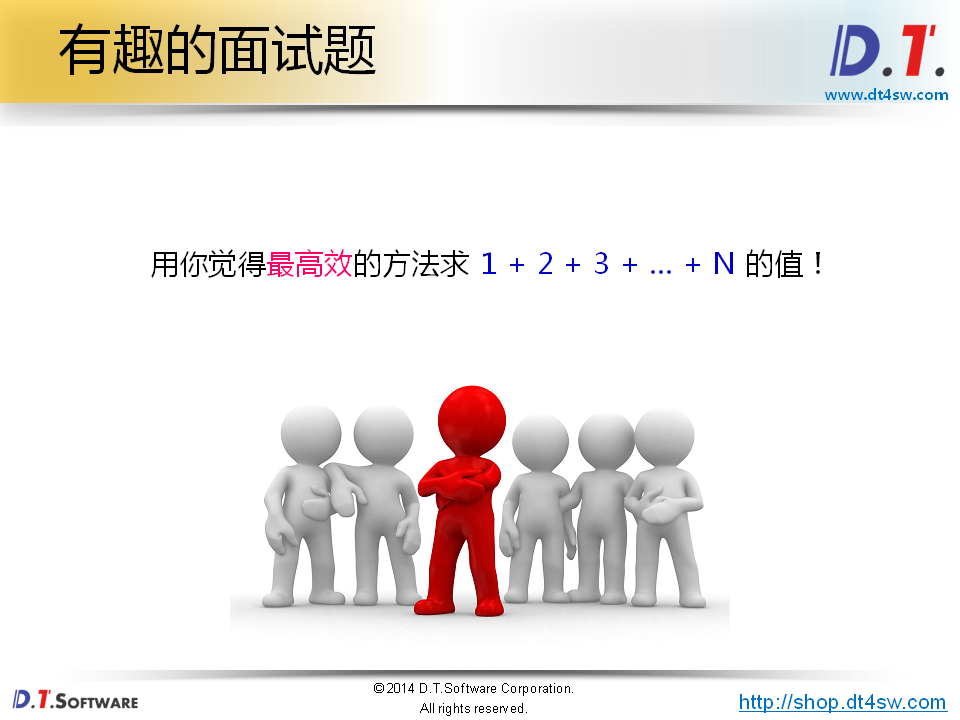 有趣的面试题
D.T.
www.dt4sw.com
用你觉得最高效的方法求 1 + 2 + 3 + ... + N 的值！
D.T.SOFTWARE
©2014 D.T.Software Corporation.
All rights reserved.
http://shop.dt4sw.com